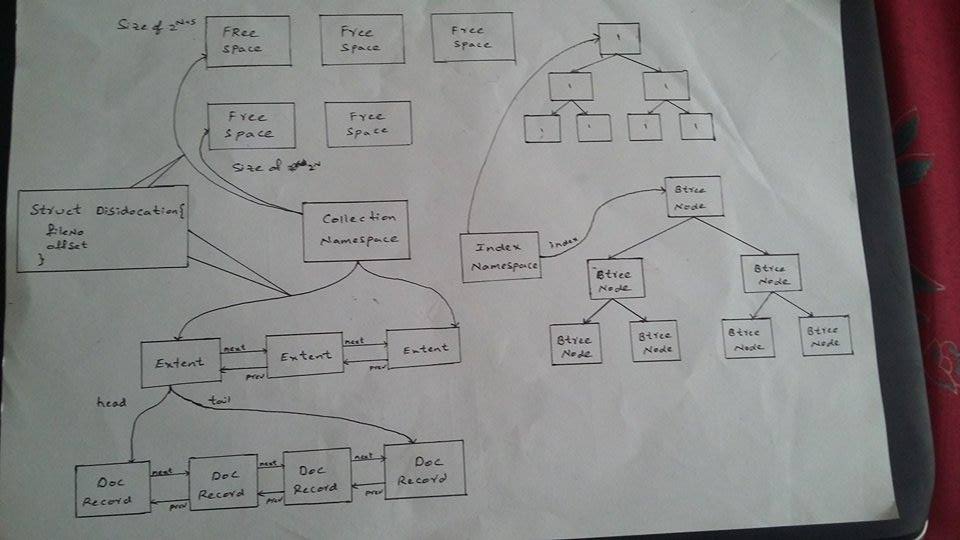 Size of 2^N+S
FRee
Space
Free
Space
Free
Space
Free
Space
Free
Space
Size of 2^N
Struct Disklocation{
fileNo
offset
}
Collection
Namespace
Index
Namespace
index
Btree
Node
Btree
Node
Btree
Node
Btree
Node
Btree
Node
Btree
Node
Btree
Node
Extent
next
prev
Extent
next
prev
Extent
head
tail
Doc
Record
next
prev
Doc
Record
next
prev
Doc
Record
next
prev
Doc
Record